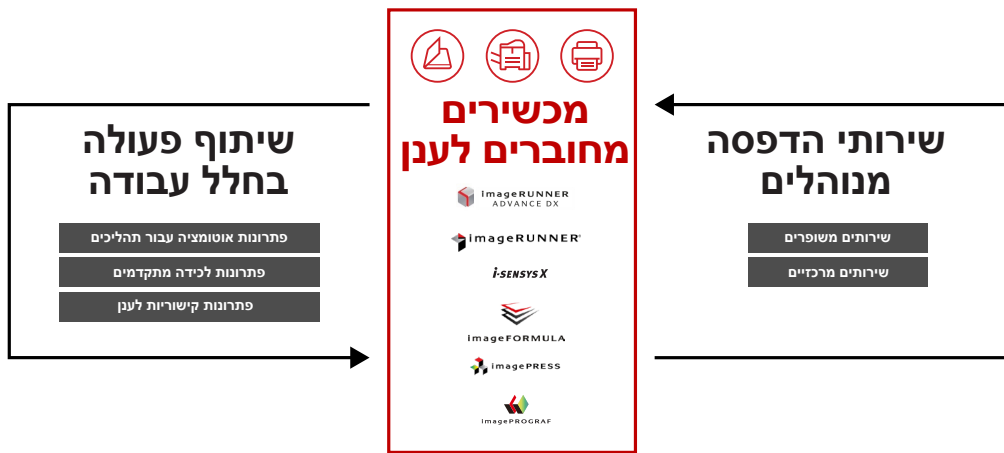 שירותי הדפסה
מנוהלים
שירותים משופרים
שירותים מרכזיים
מכשירים
מחוברים לענן
imageRUNNER
ADVANCE DX
imageRUNNER®
i-SENSYS X
imageFORMULA
imagePRESS
imagePROGRAF
שיתוף פעולה
בחלל עבודה
פתרונות אוטומציה עבור תהליכים
פתרונות לכידה מתקדמים
פתרונות קישוריות לענן